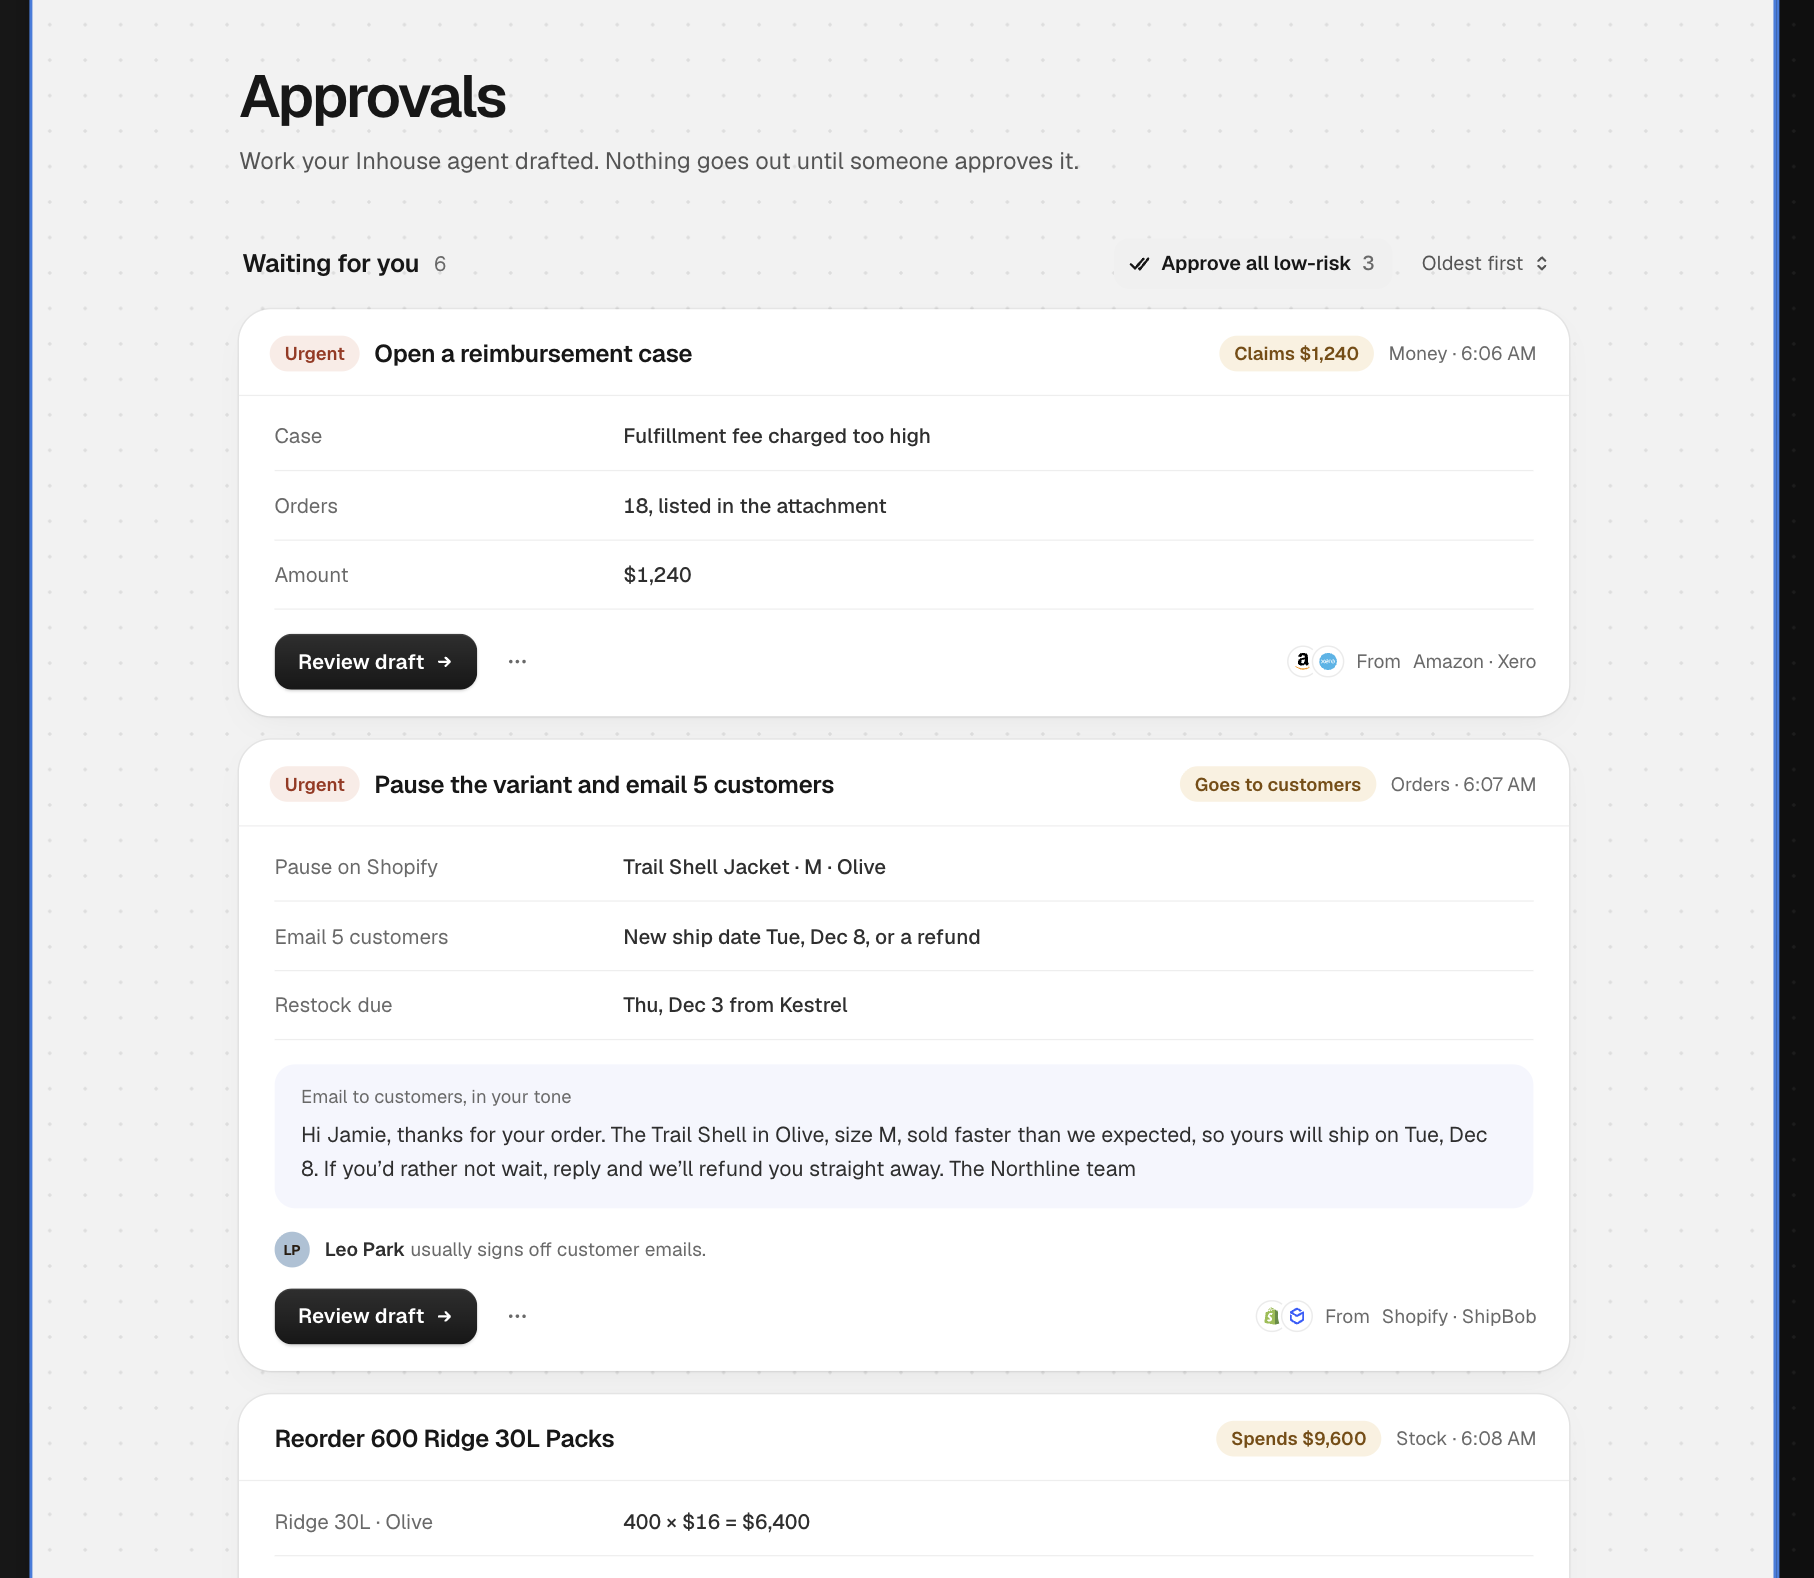 Approvals
Work your Inhouse agent drafted. Nothing goes out until someone approves it.
Waiting for you 6
Approve all low-risk 3
Oldest first
Urgent Open a reimbursement case
Claims $1,240 Money · 6:06 AM
Case Fulfillment fee charged too high
Orders 18, listed in the attachment
Amount $1,240
Review draft → ···
a xero From Amazon · Xero
Urgent Pause the variant and email 5 customers
Goes to customers Orders · 6:07 AM
Pause on Shopify Trail Shell Jacket · M · Olive
Email 5 customers New ship date Tue, Dec 8, or a refund
Restock due Thu, Dec 3 from Kestrel
Email to customers, in your tone
Hi Jamie, thanks for your order. The Trail Shell in Olive, size M, sold faster than we expected, so yours will ship on Tue, Dec
8. If you’d rather not wait, reply and we’ll refund you straight away. The Northline team
LP Leo Park usually signs off customer emails.
Review draft → ···
From Shopify · ShipBob
Reorder 600 Ridge 30L Packs
Spends $9,600 Stock · 6:08 AM
Ridge 30L · Olive 400 × $16 = $6,400